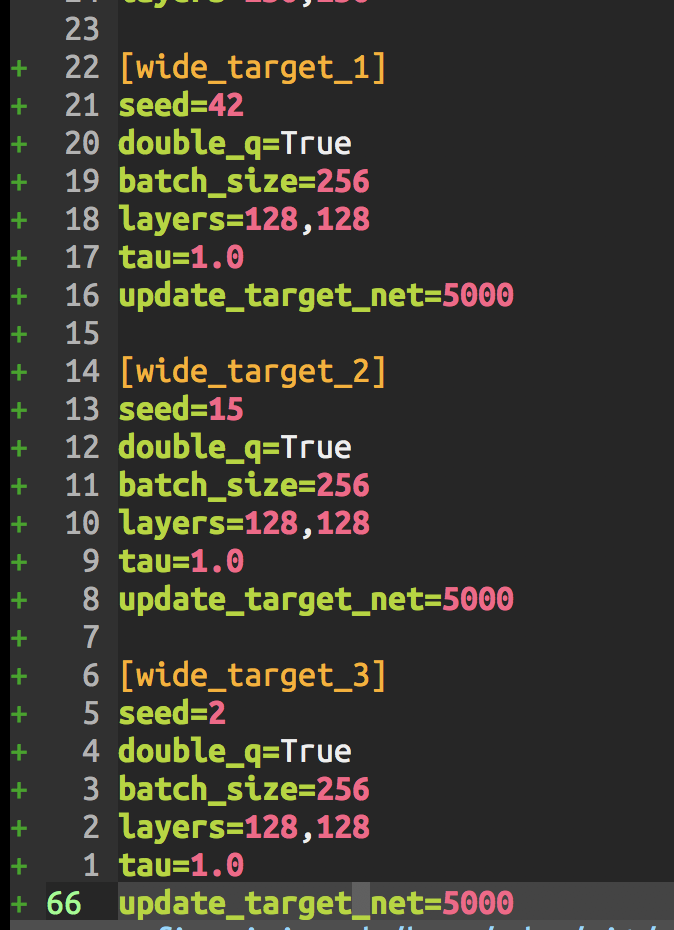 23
+ 22 [wide_target_1]
+ 21 seed=42
+ 20 double_q=True
+ 19 batch_size=256
+ 18 layers=128,128
+ 17 tau=1.0
+ 16 update_target_net=5000
+ 15
+ 14 [wide_target_2]
+ 13 seed=15
+ 12 double_q=True
+ 11 batch_size=256
+ 10 layers=128,128
+ 9 tau=1.0
+ 8 update_target_net=5000
+ 7
+ 6 [wide_target_3]
+ 5 seed=2
+ 4 double_q=True
+ 3 batch_size=256
+ 2 layers=128,128
+ 1 tau=1.0
+ 66 update_target_net=5000